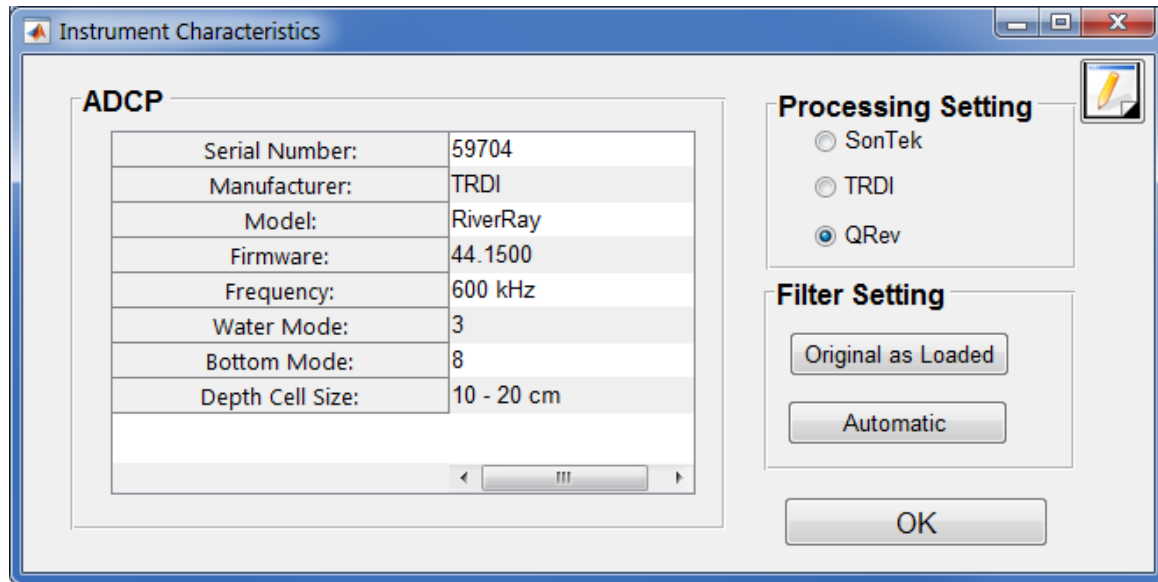 Instrument Characteristics
ADCP
Serial Number: 59704
Manufacturer: TRDI
Model: RiverRay
Firmware: 44.1500
Frequency: 600 kHz
Water Mode: 3
Bottom Mode: 8
Depth Cell Size: 10 - 20 cm
Processing Setting
SonTek
TRDI
QRev
Filter Setting
Original as Loaded
Automatic
OK